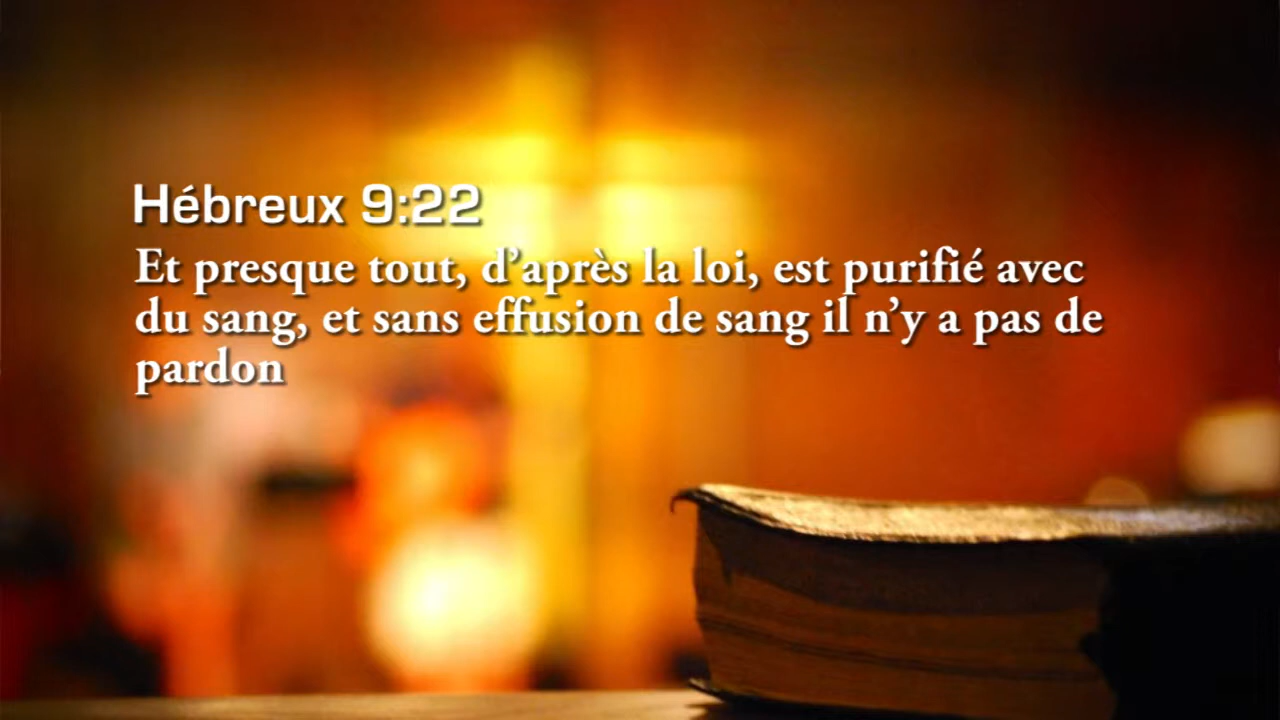 Hébreux 9:22
Et presque tout, d’après la loi, est purifié avec
du sang, et sans effusion de sang il n’y a pas de
pardon